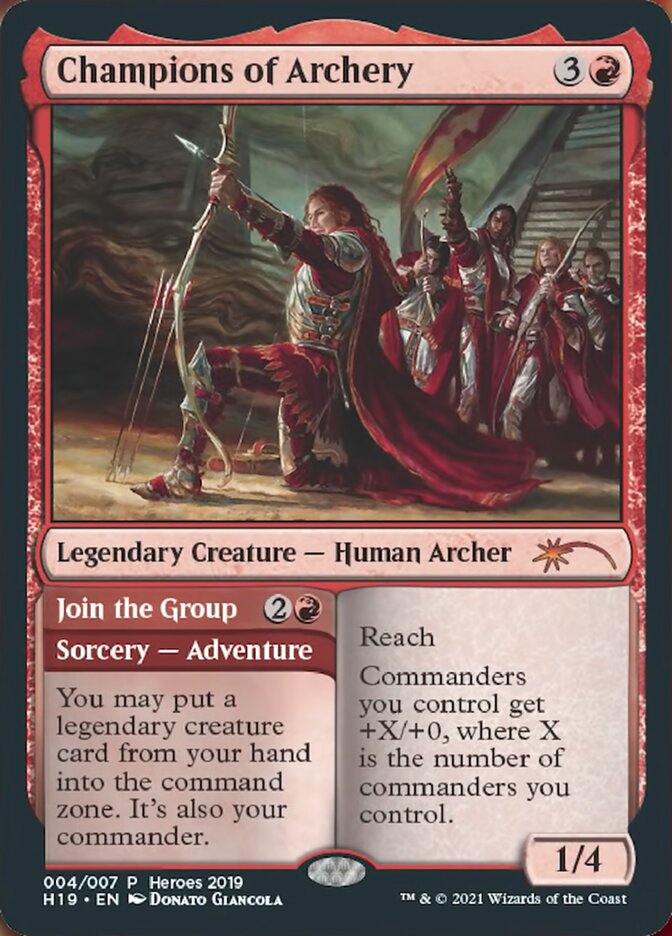 Champions of Archery 3
Legendary Creature — Human Archer
Join the Group 2
Sorcery — Adventure
You may put a
legendary creature
card from your hand
into the command
zone. It's also your
commander.
Reach
Commanders
you control get
+X/+0, where X
is the number of
commanders you
control.
1/4
004/007 P Heroes 2019
H19 • EN Donato Giancola
™ & © 2021 Wizards of the Coast